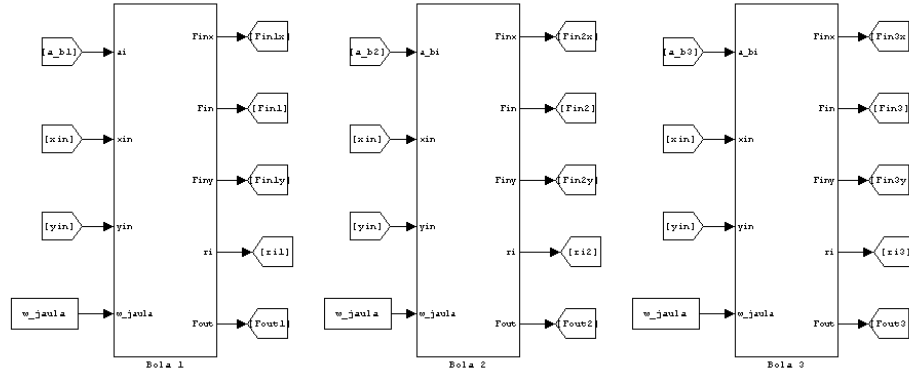 Finx [Fin1x] Finx [Fin2x] Finx [Fin3x]
[a_b1] ai [a_b2] a_bi [a_b3] a_bi
Fin [Fin1] Fin [Fin2] Fin [Fin3]
[xin] xin [xin] xin [xin] xin
Finy [Fin1y] Finy [Fin2y] Finy [Fin3y]
[yin] yin [yin] yin [yin] yin
ri [ri1] ri [ri2] ri [ri3]
w_jaula w_jaula w_jaula w_jaula w_jaula w_jaula
Fout [Fout1] Fout [Fout2] Fout [Fout3]
Bola 1 Bola 2 Bola 3